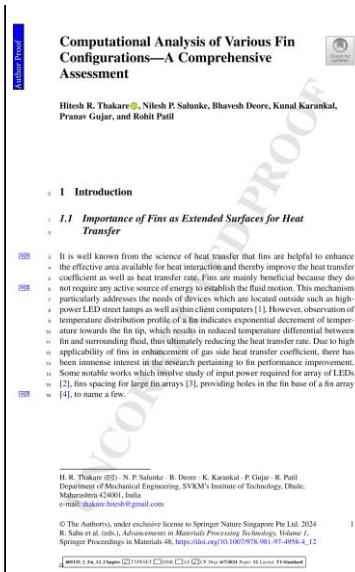 Author Proof
Computational Analysis of Various Fin
Configurations—A Comprehensive
Assessment
Check for
updates
Hitesh R. Thakare, Nilesh P. Salunke, Bhavesh Deore, Kunal Karankal,
Pranav Gujar, and Rohit Patil
1 Introduction
1.1 Importance of Fins as Extended Surfaces for Heat
Transfer
It is well known from the science of heat transfer that fins are helpful to enhance
the effective area available for heat interaction and thereby improve the heat transfer
coefficient as well as heat transfer rate. Fins are mainly beneficial because they do
not require any active source of energy to establish the fluid motion. This mechanism
particularly addresses the needs of devices which are located outside such as high-
power LED street lamps as well as thin client computers [1]. However, observation of
temperature distribution profile of a fin indicates exponential decrement of temper-
ature towards the fin tip, which results in reduced temperature differential between
fin and surrounding fluid, thus ultimately reducing the heat transfer rate. Due to high
applicability of fins in enhancement of gas side heat transfer coefficient, there has
been immense interest in the research pertaining to fin performance improvement.
Some notable works which involve study of input power required for array of LEDs
[2], fins spacing for large fin arrays [3], providing holes in the fin base of a fin array
[4], to name a few.
UNCORRECTED PROOF
H. R. Thakare (✉) · N. P. Salunke · B. Deore · K. Karankal · P. Gujar · R. Patil
Department of Mechanical Engineering, SVKM's Institute of Technology, Dhule,
Maharashtra 424001, India
e-mail: thakare.hitesh@gmail.com
© The Author(s), under exclusive license to Springer Nature Singapore Pte Ltd. 2024 1
R. Sahu et al. (eds.), Advancements in Materials Processing Technology, Volume 1,
Springer Proceedings in Materials 48, https://doi.org/10.1007/978-981-97-4958-4_12